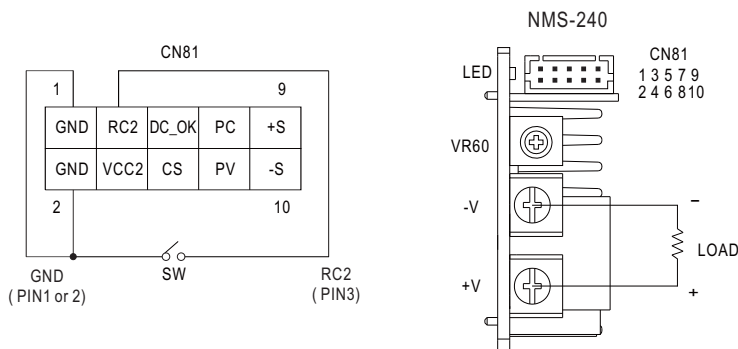 NMS-240
CN81
1 9
GND RC2 DC_OK PC +S
GND VCC2 CS PV -S
2 10
GND
( PIN1 or 2)
SW
RC2
( PIN3)
LED
CN81
1 3 5 7 9
2 4 6 8 10
VR60
-V
–
LOAD
+V
+